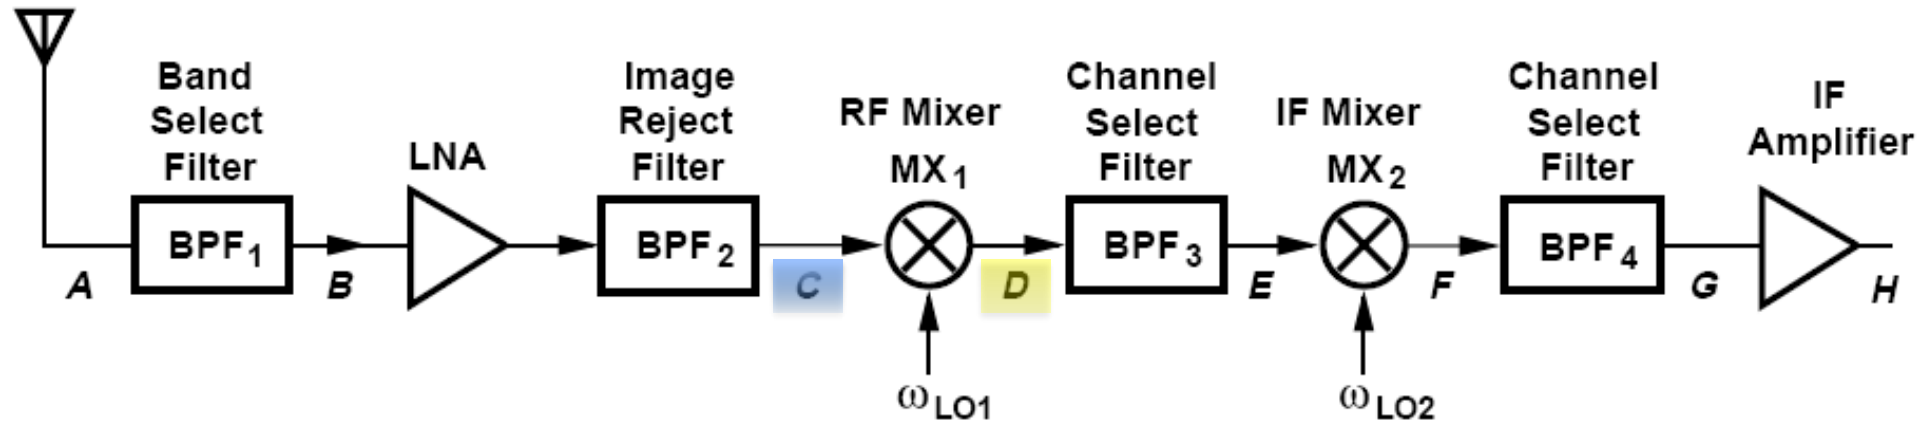 Band
Select
Filter
BPF1
A
B
LNA
Image
Reject
Filter
BPF2
C
RF Mixer
MX1
ωLO1
D
Channel
Select
Filter
BPF3
E
IF Mixer
MX2
ωLO2
F
Channel
Select
Filter
BPF4
G
IF
Amplifier
H